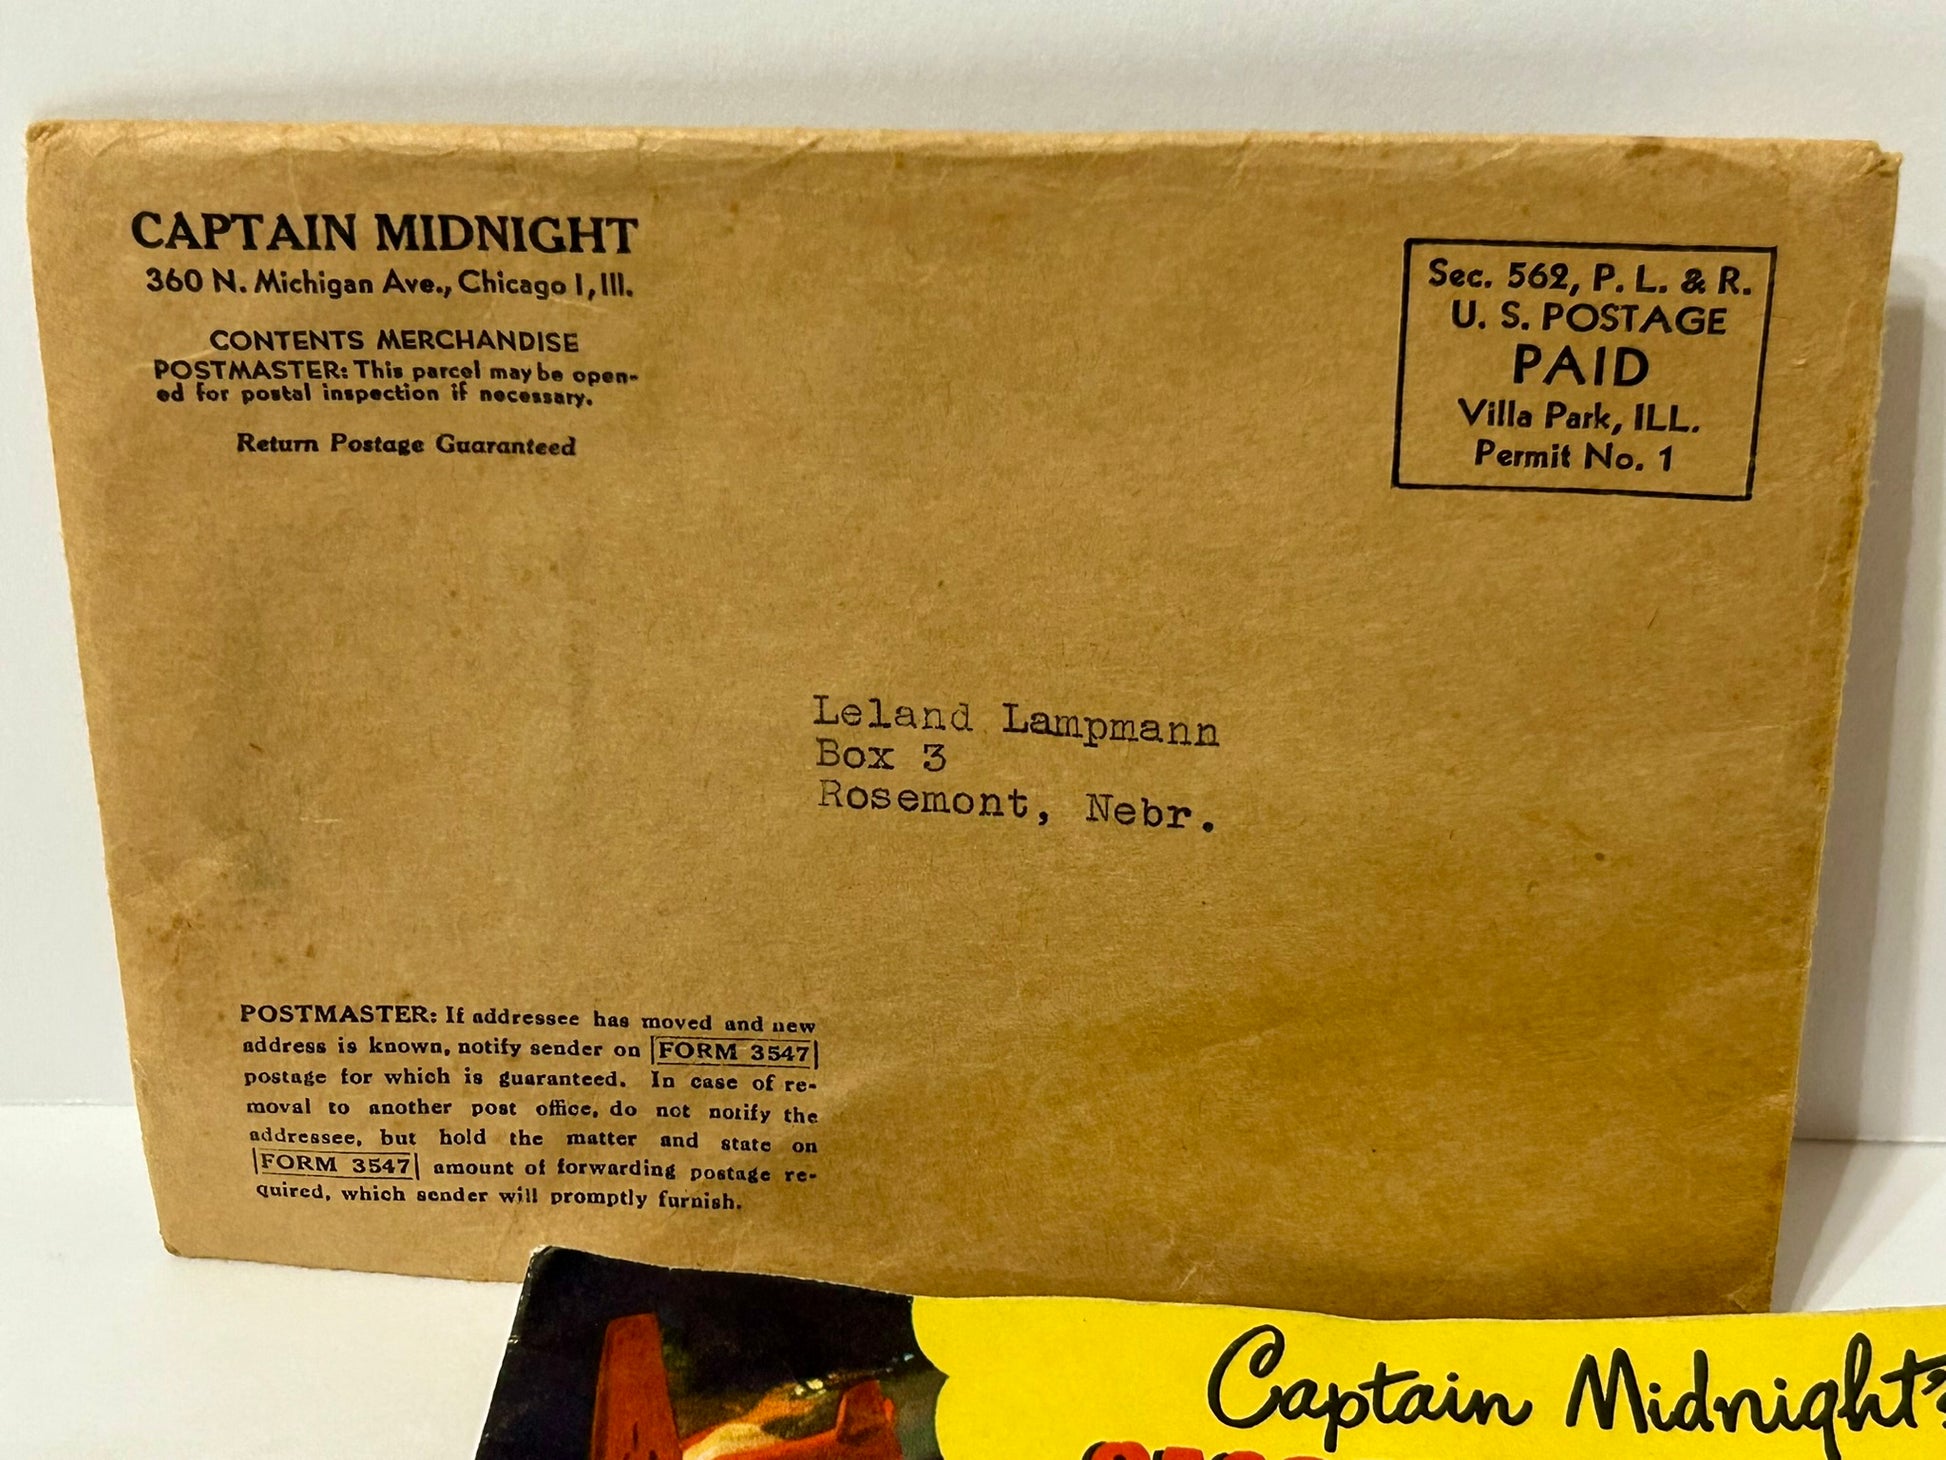 CAPTAIN MIDNIGHT
360 N. Michigan Ave., Chicago 1, Ill.
CONTENTS MERCHANDISE
POSTMASTER: This parcel may be open-
ed for postal inspection if necessary.
Return Postage Guaranteed
Sec. 562, P. L. & R.
U. S. POSTAGE
PAID
Villa Park, ILL.
Permit No. 1
Leland Lampmann
Box 3
Rosemont, Nebr.
POSTMASTER: If addressee has moved and new
address is known, notify sender on FORM 3547
postage for which is guaranteed. In case of re-
moval to another post office, do not notify the
addressee, but hold the matter and state on
FORM 3547 amount of forwarding postage re-
quired, which sender will promptly furnish.
Captain Midnight's